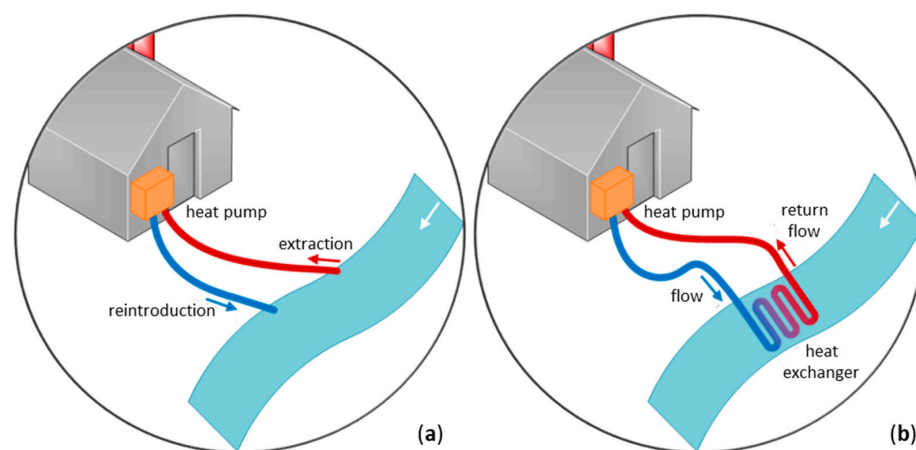 heat pump
extraction
reintroduction
(a)
heat pump
return
flow
flow
heat
exchanger
(b)